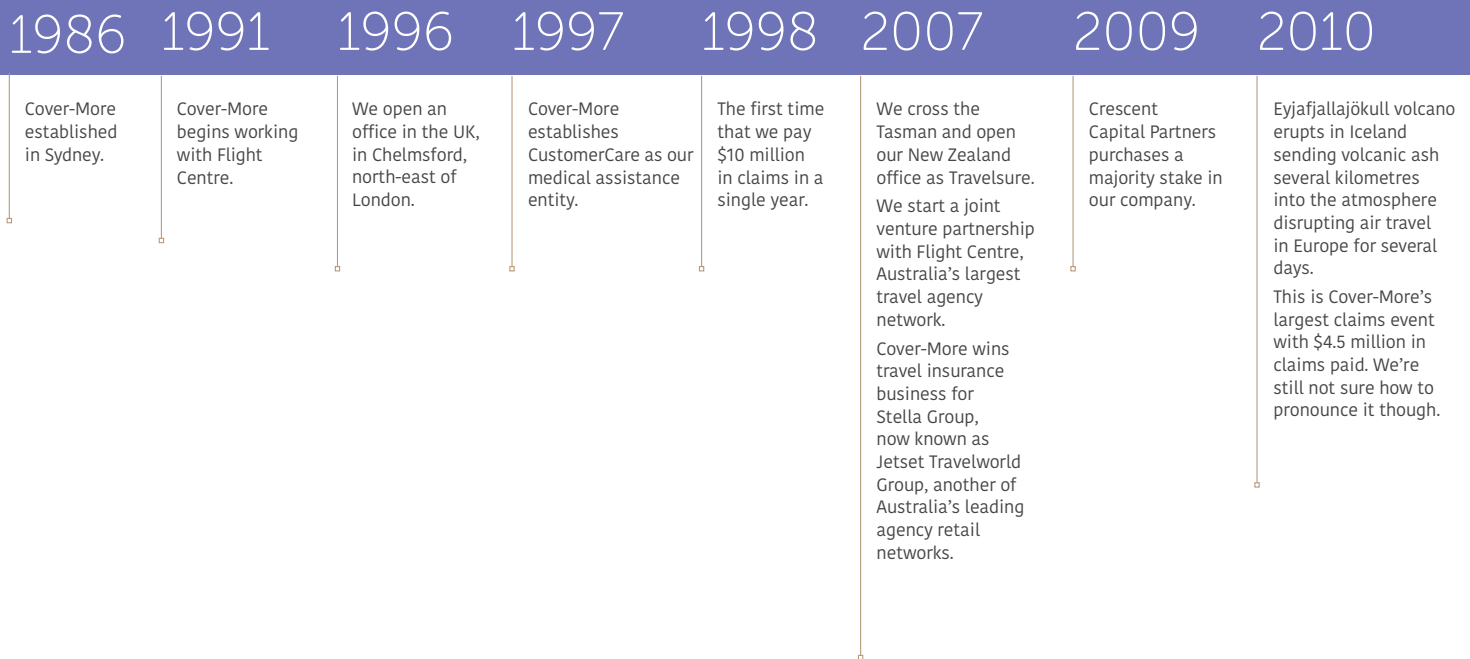 1986
Cover-More
established
in Sydney.
1991
Cover-More
begins working
with Flight
Centre.
1996
We open an
office in the UK,
in Chelmsford,
north-east of
London.
1997
Cover-More
establishes
CustomerCare as our
medical assistance
entity.
1998
The first time
that we pay
$10 million
in claims in a
single year.
2007
We cross the
Tasman and open
our New Zealand
office as Travelsure.
We start a joint
venture partnership
with Flight Centre,
Australia’s largest
travel agency
network.
Cover-More wins
travel insurance
business for
Stella Group,
now known as
Jetset Travelworld
Group, another of
Australia’s leading
agency retail
networks.
2009
Crescent
Capital Partners
purchases a
majority stake in
our company.
2010
Eyjafjallajökull volcano
erupts in Iceland
sending volcanic ash
several kilometres
into the atmosphere
disrupting air travel
in Europe for several
days.
This is Cover-More’s
largest claims event
with $4.5 million in
claims paid. We’re
still not sure how to
pronounce it though.